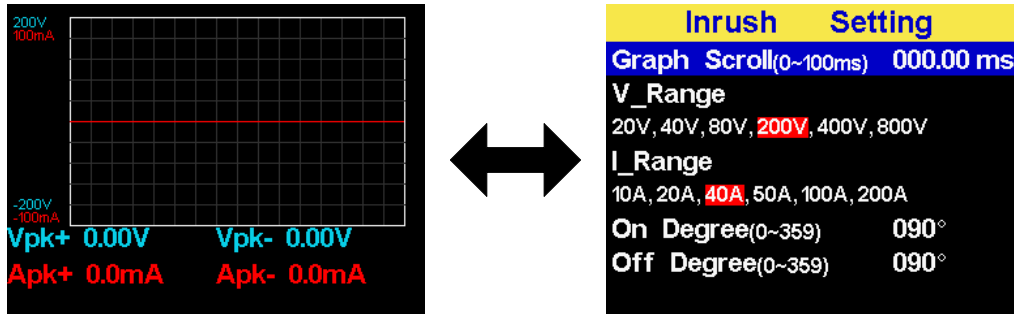 200V
100mA
-200V
-100mA
Vpk+ 0.00V Vpk- 0.00V
Apk+ 0.0mA Apk- 0.0mA
Inrush Setting
Graph Scroll(0~100ms) 000.00 ms
V_Range
20V, 40V, 80V, 200V, 400V, 800V
I_Range
10A, 20A, 40A, 50A, 100A, 200A
On Degree(0~359) 090°
Off Degree(0~359) 090°